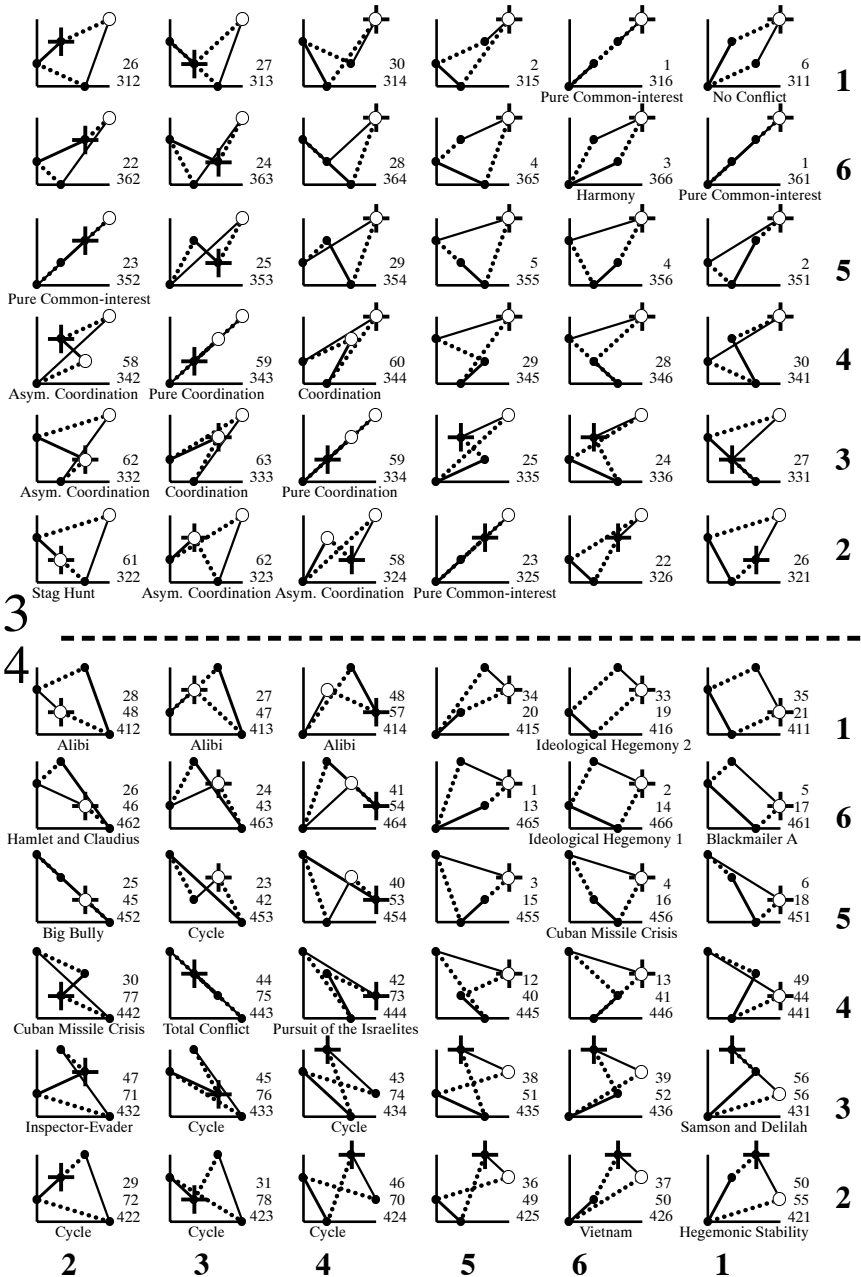 26 27 30 2 1 6
312 313 314 315 316 311 1
Pure Common-interest No Conflict
22 24 28 4 3 1
362 363 364 365 366 361 6
Harmony Pure Common-interest
23 25 29 5 4 2
352 353 354 355 356 351 5
Pure Common-interest
58 59 60 29 28 30
342 343 344 345 346 341 4
Asym. Coordination Pure Coordination Coordination
62 63 59 25 24 27
332 333 334 335 336 331 3
Asym. Coordination Coordination Pure Coordination
61 62 58 23 22 26
322 323 324 325 326 321 2
Stag Hunt Asym. Coordination Asym. Coordination Pure Common-interest
3
4
28 27 48 34 33 35
48 47 57 20 19 21 1
412 413 414 415 416 411
Alibi Alibi Alibi Ideological Hegemony 2
26 24 41 1 2 5
46 43 54 13 14 17 6
462 463 464 465 466 461
Hamlet and Claudius Ideological Hegemony 1 Blackmailer A
25 23 40 3 4 6
45 42 53 15 16 18 5
452 453 454 455 456 451
Big Bully Cycle Cuban Missile Crisis
30 44 42 12 13 49
77 75 73 40 41 44 4
442 443 444 445 446 441
Cuban Missile Crisis Total Conflict Pursuit of the Israelites
47 45 43 38 39 56
71 76 74 51 52 56 3
432 433 434 435 436 431
Inspector-Evader Cycle Cycle Samson and Delilah
29 31 46 36 37 50
72 78 70 49 50 55 2
422 423 424 425 426 421
Cycle Cycle Cycle Vietnam Hegemonic Stability
2 3 4 5 6 1